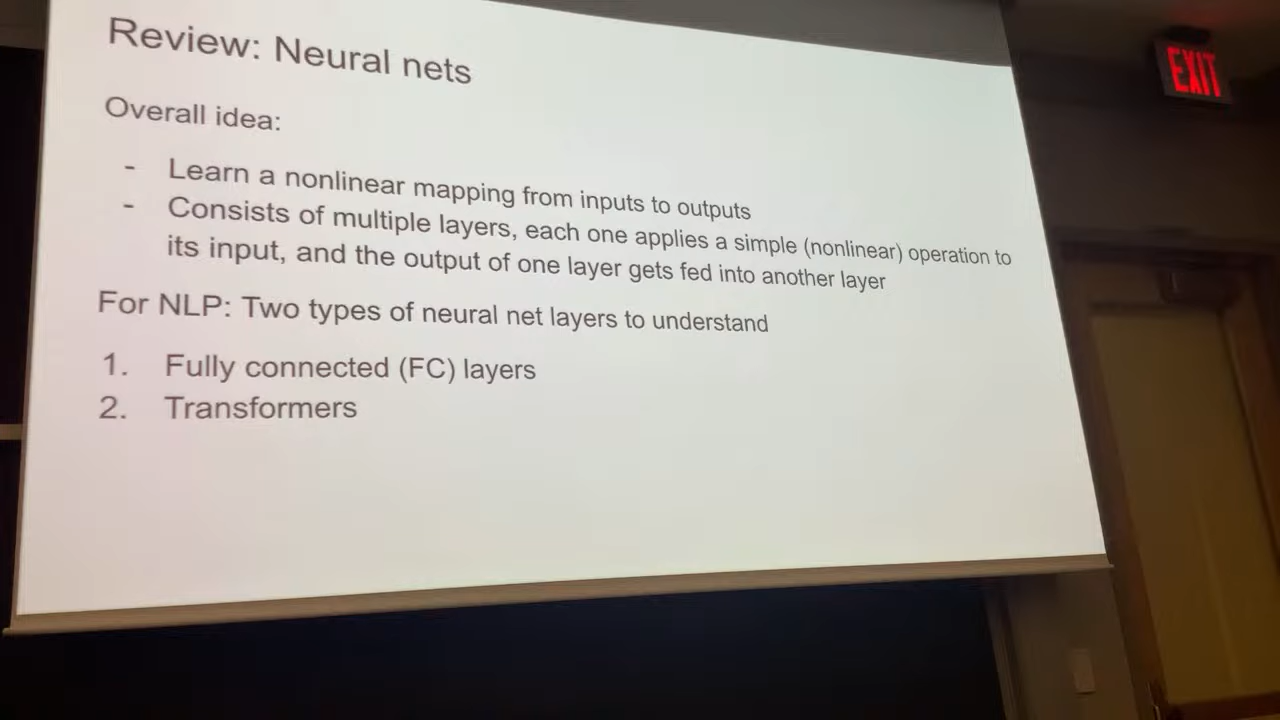 Review: Neural nets
Overall idea:
- Learn a nonlinear mapping from inputs to outputs
- Consists of multiple layers, each one applies a simple (nonlinear) operation to
its input, and the output of one layer gets fed into another layer
For NLP: Two types of neural net layers to understand
1. Fully connected (FC) layers
2. Transformers
EXIT